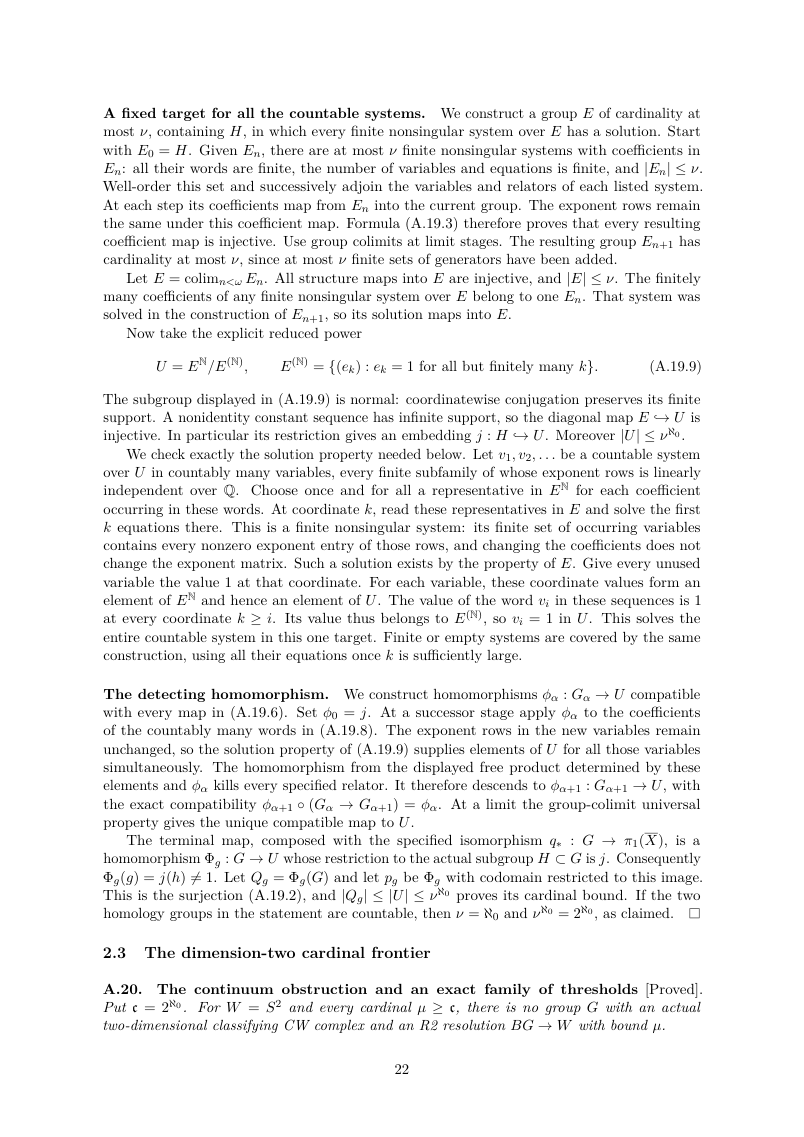 A fixed target for all the countable systems. We construct a group E of cardinality at
most ν, containing H, in which every finite nonsingular system over E has a solution. Start
with E₀ = H. Given Eₙ, there are at most ν finite nonsingular systems with coefficients in
Eₙ: all their words are finite, the number of variables and equations is finite, and |Eₙ| ≤ ν.
Well-order this set and successively adjoin the variables and relators of each listed system.
At each step its coefficients map from Eₙ into the current group. The exponent rows remain
the same under this coefficient map. Formula (A.19.3) therefore proves that every resulting
coefficient map is injective. Use group colimits at limit stages. The resulting group Eₙ₊₁ has
cardinality at most ν, since at most ν finite sets of generators have been added.
Let E = colim_{n<ω} Eₙ. All structure maps into E are injective, and |E| ≤ ν. The finitely
many coefficients of any finite nonsingular system over E belong to one Eₙ. That system was
solved in the construction of Eₙ₊₁, so its solution maps into E.
Now take the explicit reduced power
U = E^ℕ/E^(ℕ), E^(ℕ) = {(eₖ) : eₖ = 1 for all but finitely many k}. (A.19.9)
The subgroup displayed in (A.19.9) is normal: coordinatewise conjugation preserves its finite
support. A nonidentity constant sequence has infinite support, so the diagonal map E ↪ U is
injective. In particular its restriction gives an embedding j : H ↪ U. Moreover |U| ≤ ν^ℵ₀.
We check exactly the solution property needed below. Let v₁, v₂, . . . be a countable system
over U in countably many variables, every finite subfamily of whose exponent rows is linearly
independent over ℚ. Choose once and for all a representative in E^ℕ for each coefficient
occurring in these words. At coordinate k, read these representatives in E and solve the first
k equations there. This is a finite nonsingular system: its finite set of occurring variables
contains every nonzero exponent entry of those rows, and changing the coefficients does not
change the exponent matrix. Such a solution exists by the property of E. Give every unused
variable the value 1 at that coordinate. For each variable, these coordinate values form an
element of E^ℕ and hence an element of U. The value of the word vᵢ in these sequences is 1
at every coordinate k ≥ i. Its value thus belongs to E^(ℕ), so vᵢ = 1 in U. This solves the
entire countable system in this one target. Finite or empty systems are covered by the same
construction, using all their equations once k is sufficiently large.
The detecting homomorphism. We construct homomorphisms ϕ_α : G_α → U compatible
with every map in (A.19.6). Set ϕ₀ = j. At a successor stage apply ϕ_α to the coefficients
of the countably many words in (A.19.8). The exponent rows in the new variables remain
unchanged, so the solution property of (A.19.9) supplies elements of U for all those variables
simultaneously. The homomorphism from the displayed free product determined by these
elements and ϕ_α kills every specified relator. It therefore descends to ϕ_{α+1} : G_{α+1} → U, with
the exact compatibility ϕ_{α+1} ∘ (G_α → G_{α+1}) = ϕ_α. At a limit the group-colimit universal
property gives the unique compatible map to U.
The terminal map, composed with the specified isomorphism q∗ : G → π₁(X̅), is a
homomorphism Φ_g : G → U whose restriction to the actual subgroup H ⊂ G is j. Consequently
Φ_g(g) = j(h) ≠ 1. Let Q_g = Φ_g(G) and let p_g be Φ_g with codomain restricted to this image.
This is the surjection (A.19.2), and |Q_g| ≤ |U| ≤ ν^ℵ₀ proves its cardinal bound. If the two
homology groups in the statement are countable, then ν = ℵ₀ and ν^ℵ₀ = 2^ℵ₀, as claimed. □
2.3 The dimension-two cardinal frontier
A.20. The continuum obstruction and an exact family of thresholds [Proved].
Put 𝔠 = 2^ℵ₀. For W = S² and every cardinal μ ≥ 𝔠, there is no group G with an actual
two-dimensional classifying CW complex and an R2 resolution BG → W with bound μ.
22